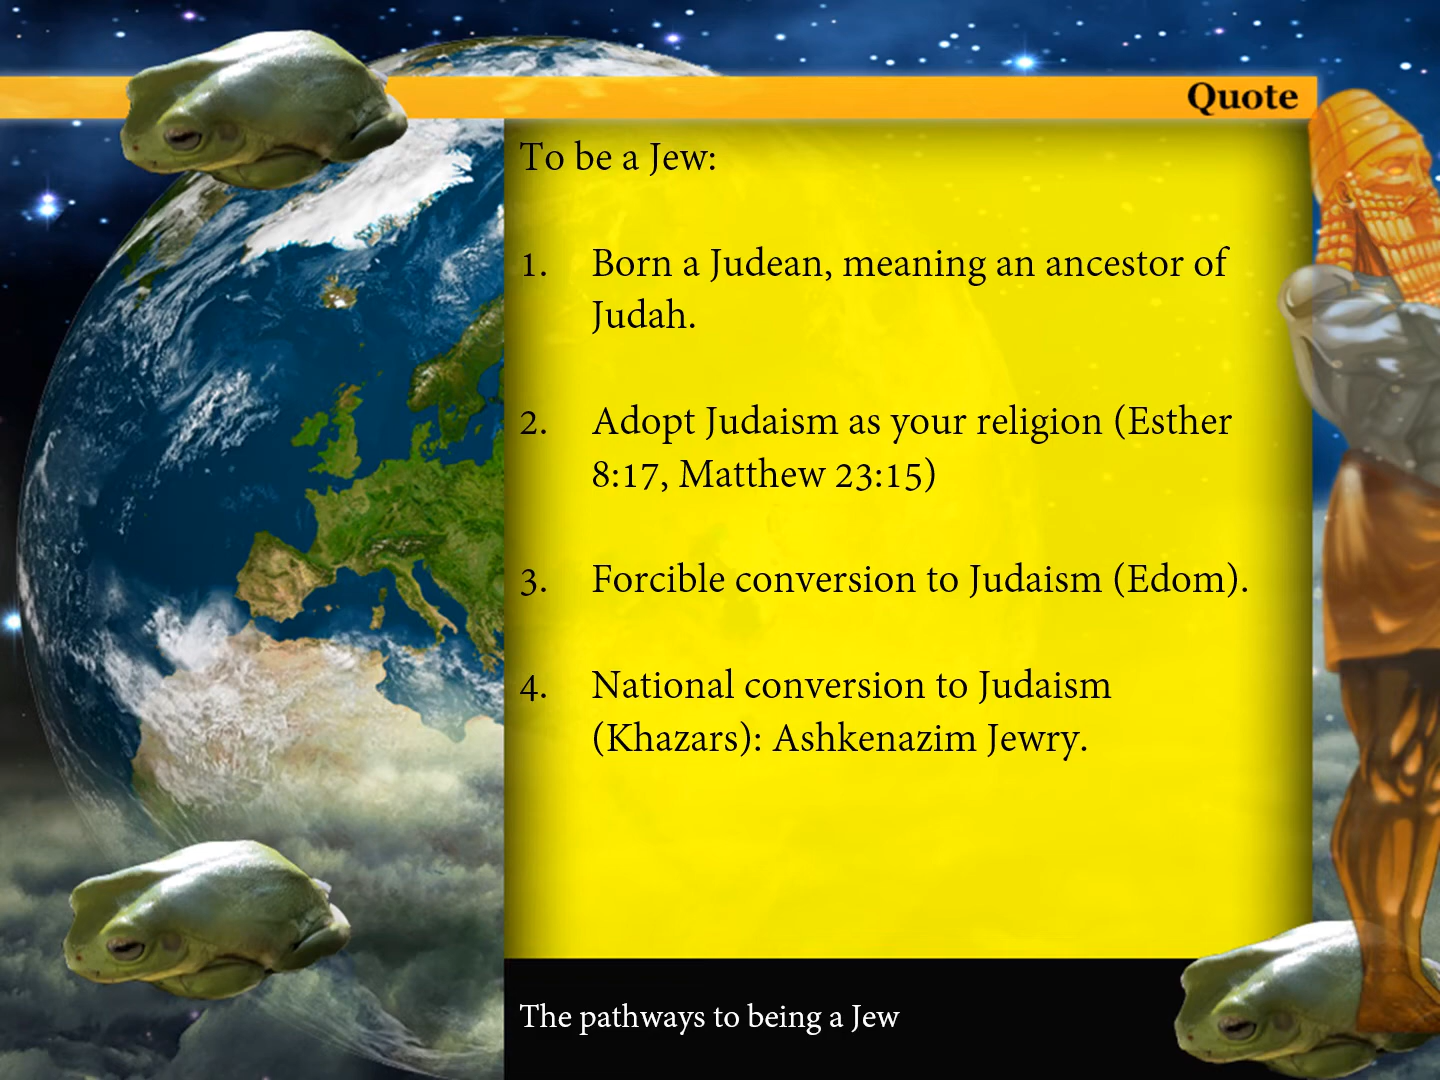 Quote
To be a Jew:
1. Born a Judean, meaning an ancestor of
Judah.
2. Adopt Judaism as your religion (Esther
8:17, Matthew 23:15)
3. Forcible conversion to Judaism (Edom).
4. National conversion to Judaism
(Khazars): Ashkenazim Jewry.
The pathways to being a Jew